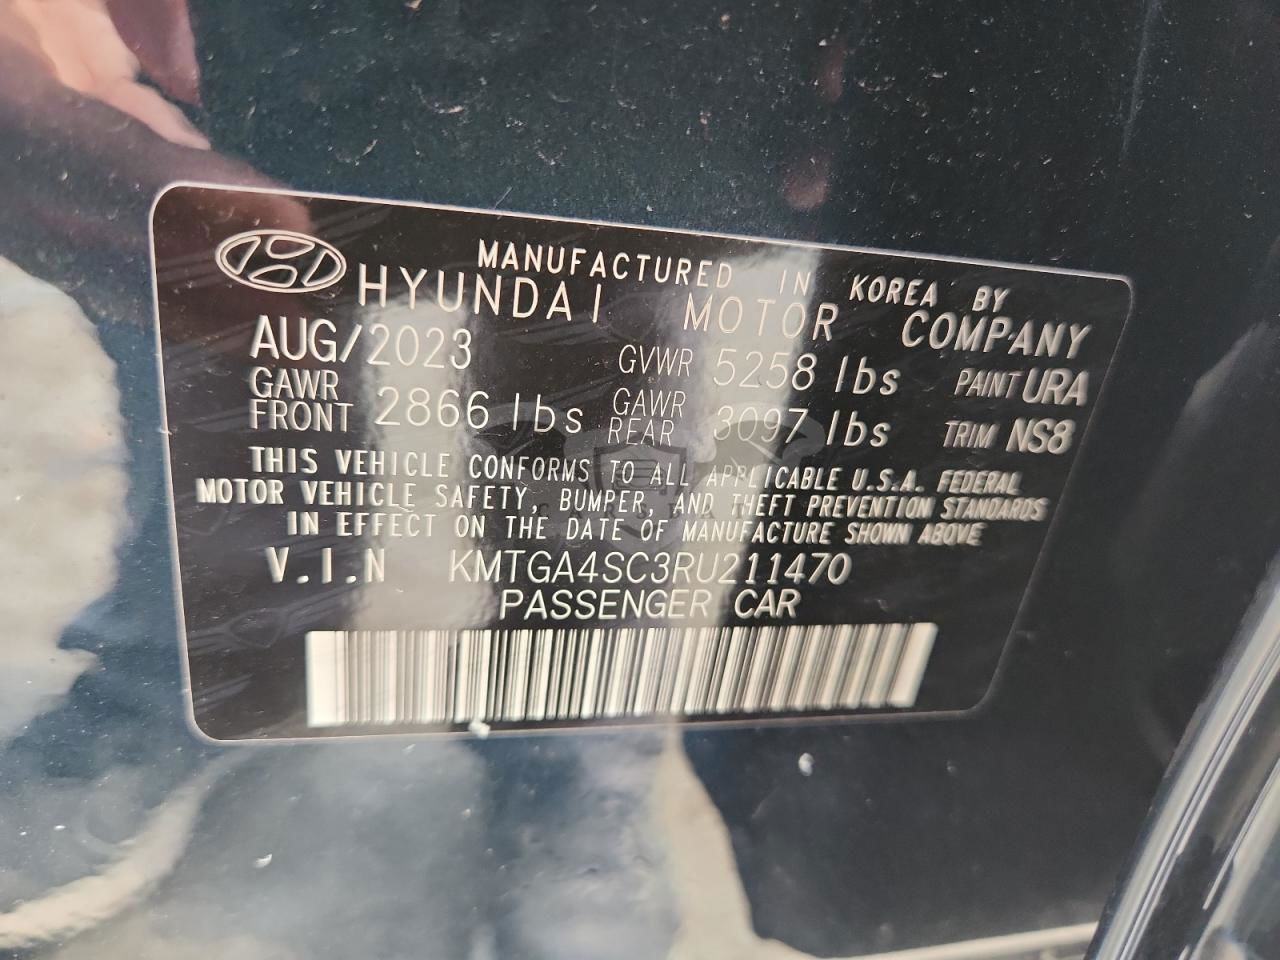 MANUFACTURED IN KOREA BY
HYUNDAI MOTOR COMPANY
AUG/2023 GVWR 5258 lbs PAINT URA
GAWR FRONT 2866 lbs GAWR REAR 3097 lbs TRIM NS8
THIS VEHICLE CONFORMS TO ALL APPLICABLE U.S.A. FEDERAL
MOTOR VEHICLE SAFETY, BUMPER, AND THEFT PREVENTION STANDARDS
IN EFFECT ON THE DATE OF MANUFACTURE SHOWN ABOVE
V.I.N KMTGA4SC3RU211470
PASSENGER CAR